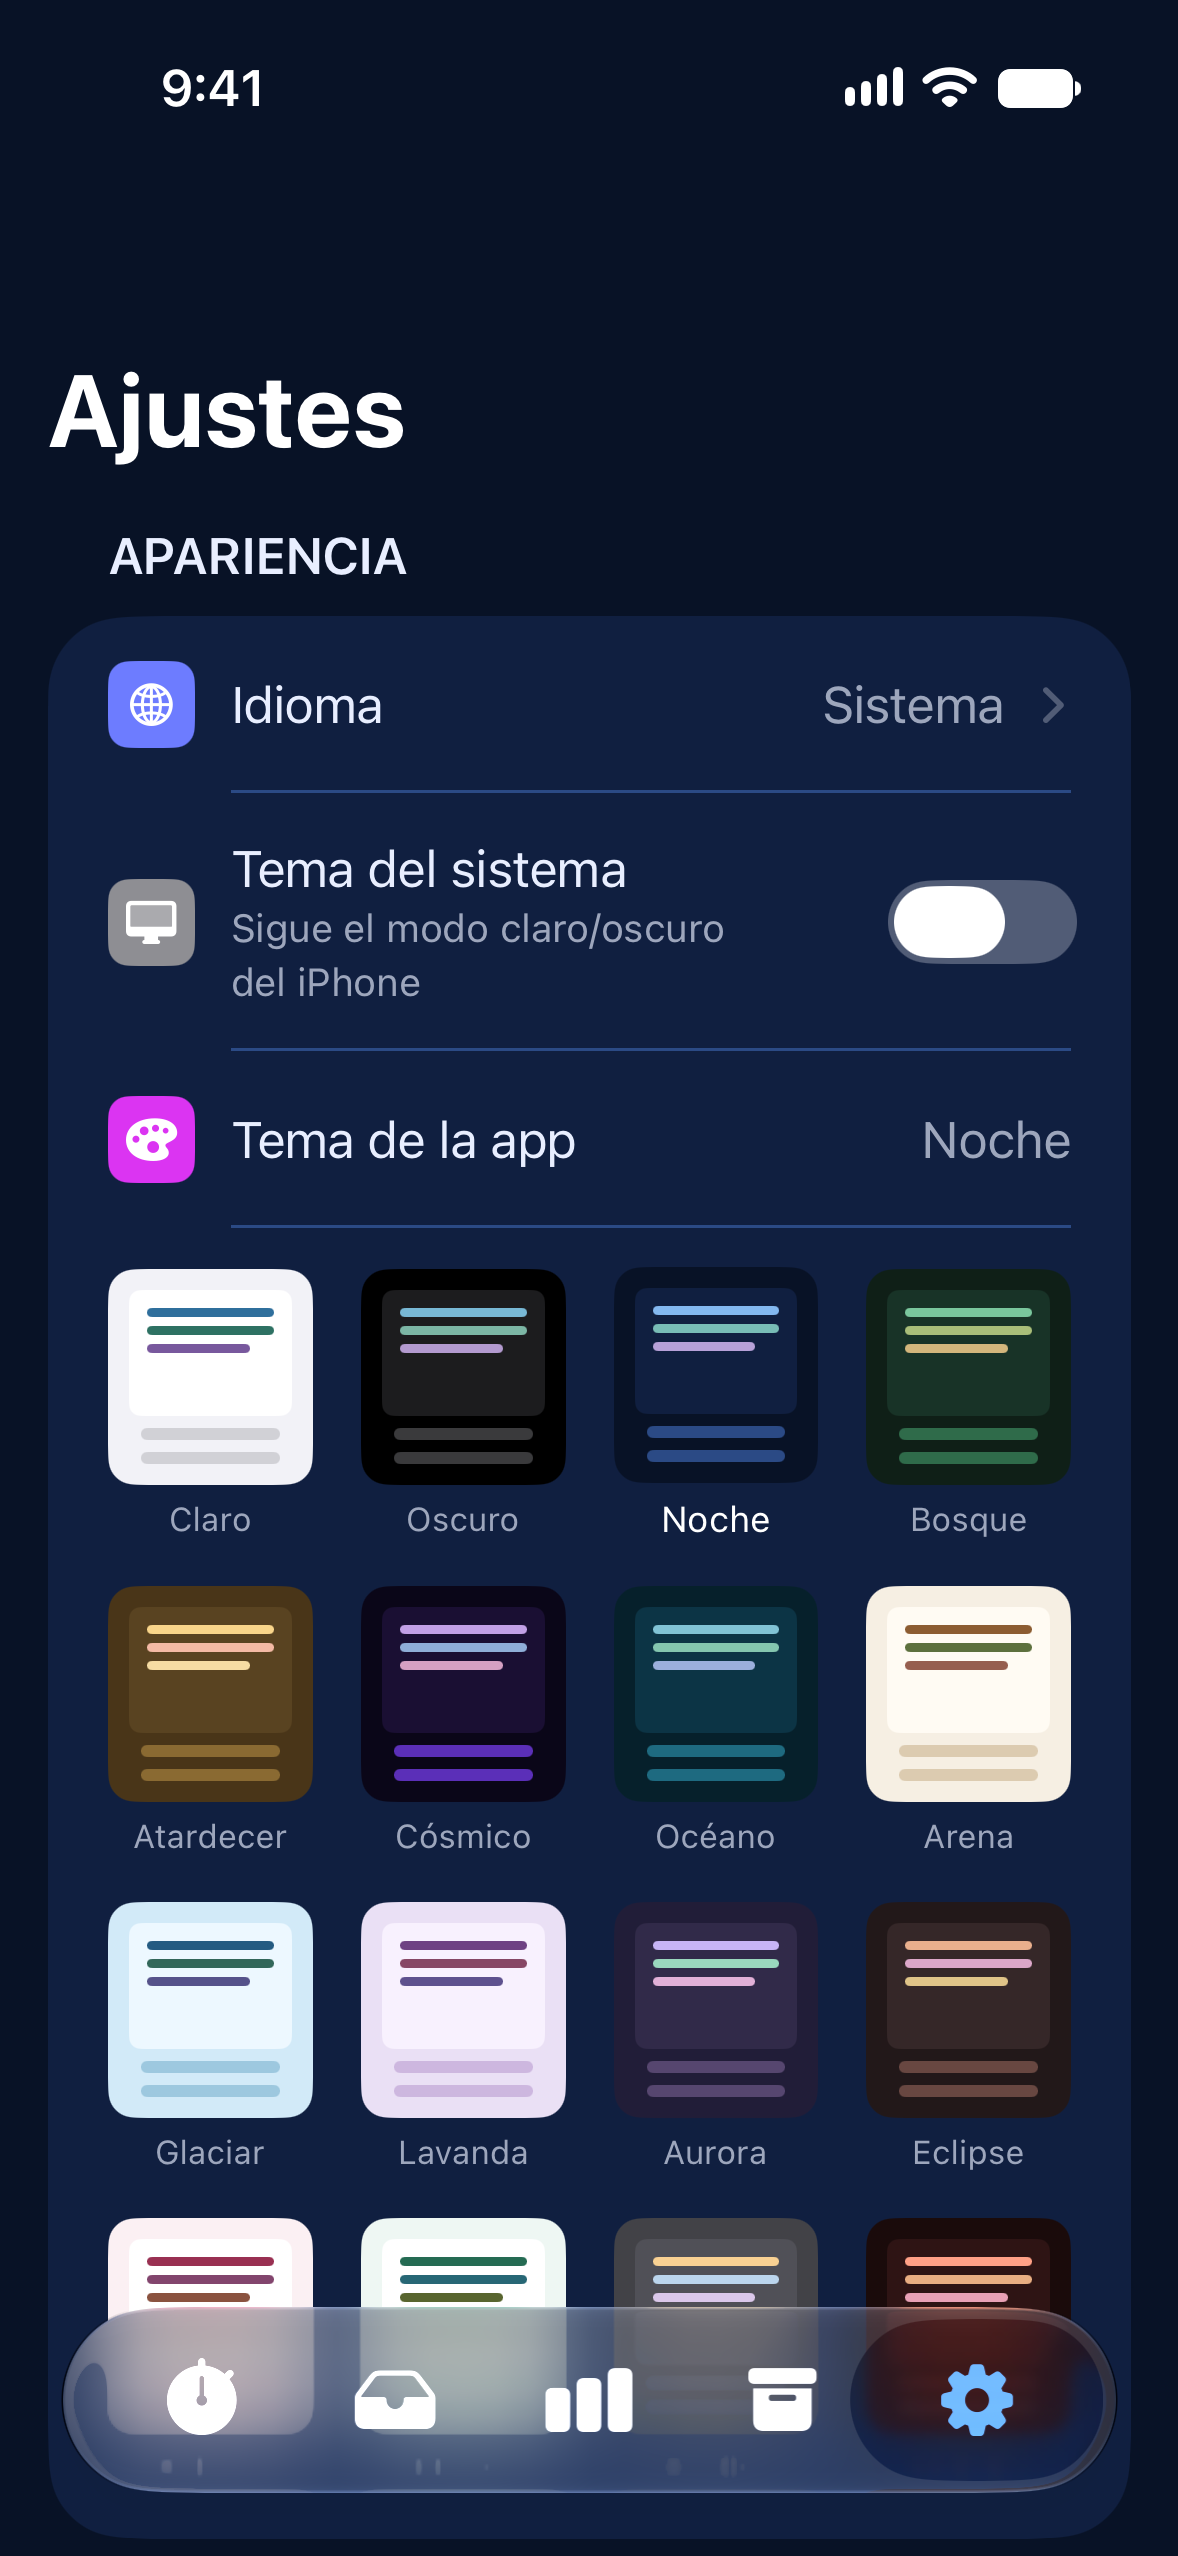 9:41
Ajustes
APARIENCIA
Idioma
Sistema
Tema del sistema
Sigue el modo claro/oscuro
del iPhone
Tema de la app
Noche
Claro
Oscuro
Noche
Bosque
Atardecer
Cósmico
Océano
Arena
Glaciar
Lavanda
Aurora
Eclipse